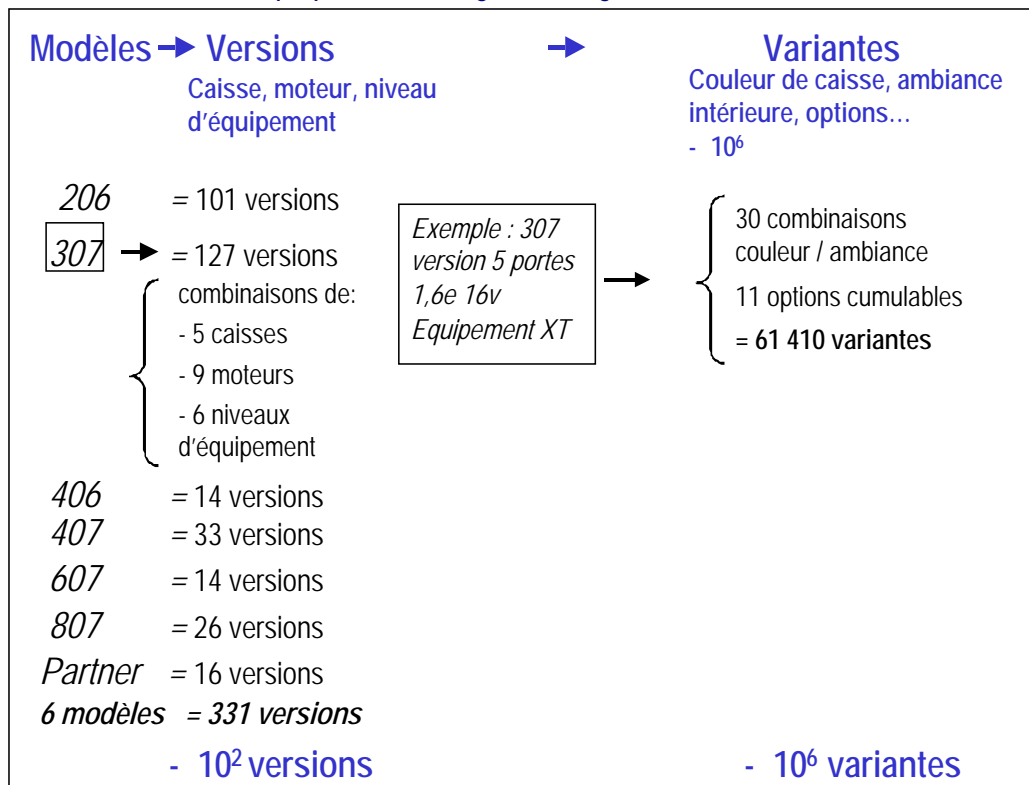 Modèles → Versions → Variantes
Caisse, moteur, niveau
d'équipement
Couleur de caisse, ambiance
intérieure, options...
- 10⁶
206 = 101 versions
307 → = 127 versions
combinaisons de:
- 5 caisses
- 9 moteurs
- 6 niveaux
d'équipement
Exemple : 307
version 5 portes
1,6e 16v
Equipement XT
30 combinaisons
couleur / ambiance
11 options cumulables
= 61 410 variantes
406 = 14 versions
407 = 33 versions
607 = 14 versions
807 = 26 versions
Partner = 16 versions
6 modèles = 331 versions
- 10² versions
- 10⁶ variantes